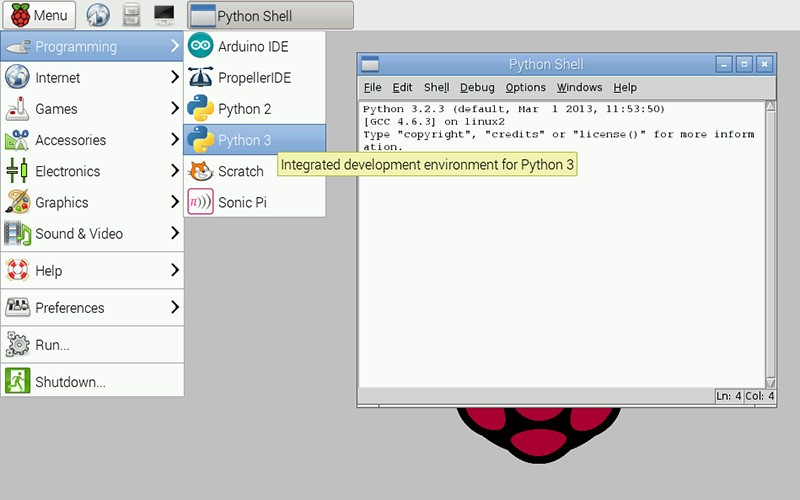 Menu
Python Shell
Programming
Internet
Games
Accessories
Electronics
Graphics
Sound & Video
Help
Preferences
Run...
Shutdown...
Arduino IDE
PropellerIDE
Python 2
Python 3
Scratch
Sonic Pi
Integrated development environment for Python 3
Python Shell
File Edit Shell Debug Options Windows Help
Python 3.2.3 (default, Mar  1 2013, 11:53:50)
[GCC 4.6.3] on linux2
Type "copyright", "credits" or "license()" for more inform
ation.
Ln: 4 Col: 4